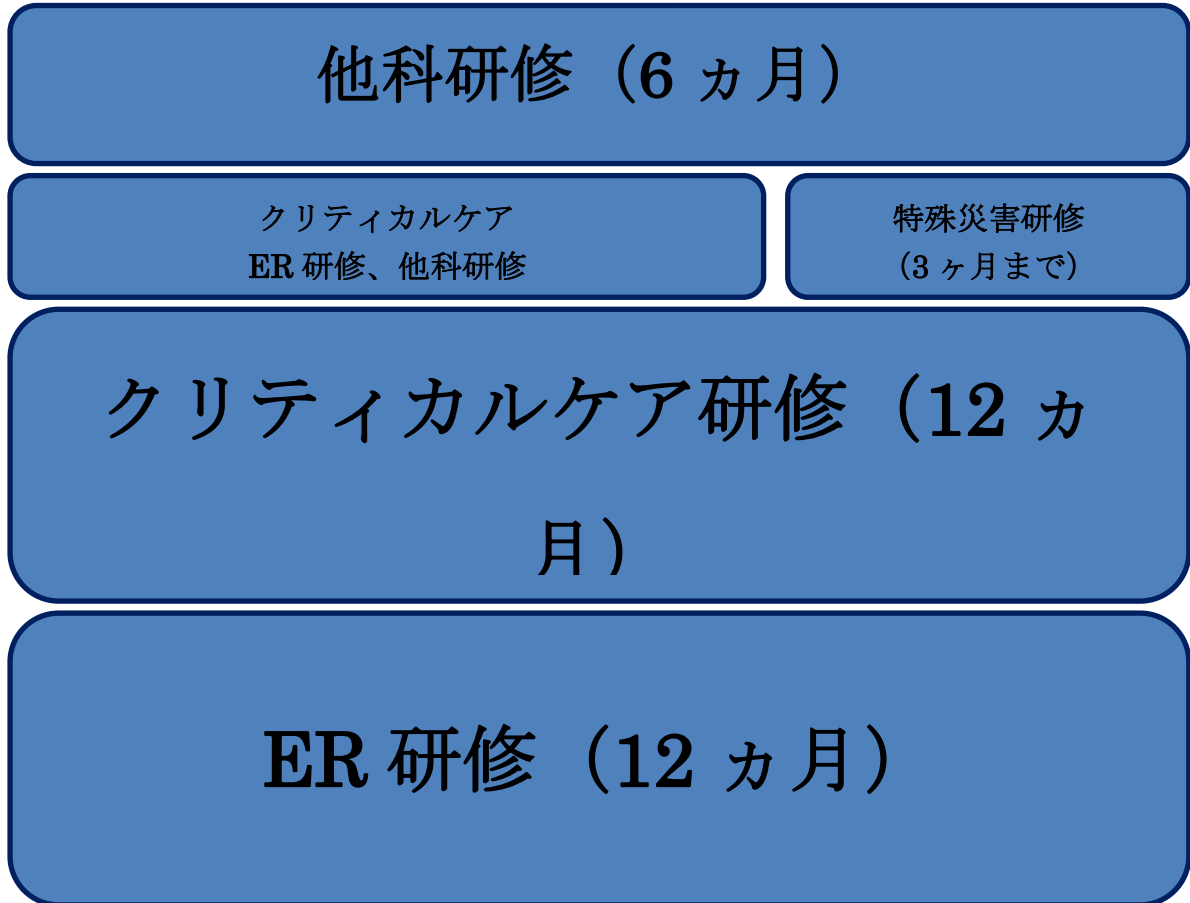 他科研修（6 ヵ月）
クリティカルケア
ER 研修、他科研修
特殊災害研修
（3 ヶ月まで）
クリティカルケア研修（12 ヵ
月）
ER 研修（12 ヵ月）